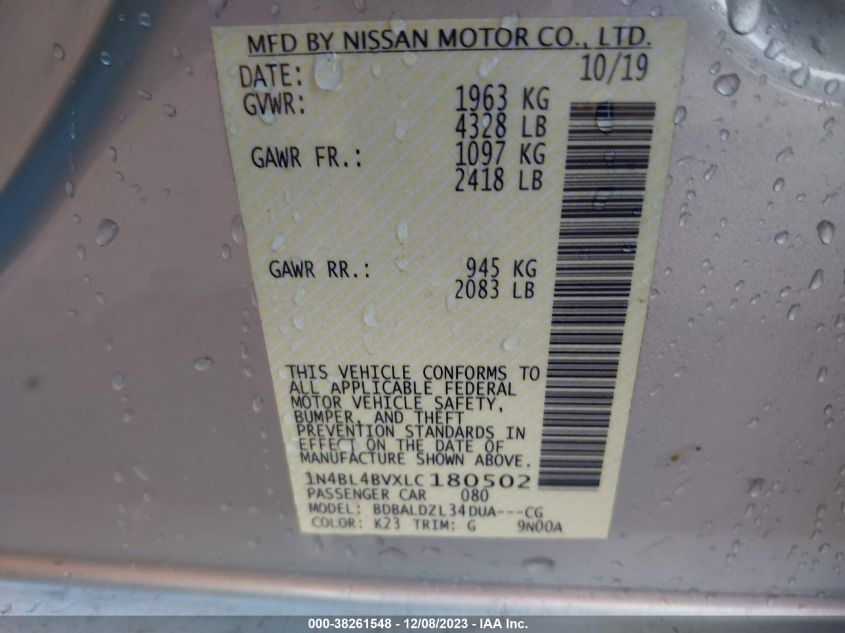 MFD BY NISSAN MOTOR CO., LTD.
DATE: 10/19
GVWR: 1963 KG
4328 LB
GAWR FR.: 1097 KG
2418 LB
GAWR RR.: 945 KG
2083 LB
THIS VEHICLE CONFORMS TO
ALL APPLICABLE FEDERAL
MOTOR VEHICLE SAFETY,
BUMPER, AND THEFT
PREVENTION STANDARDS IN
EFFECT ON THE DATE OF
MANUFACTURE SHOWN ABOVE.
1N4BL4BVXLC180502
PASSENGER CAR 080
MODEL: BDBALDZL34DUA---CG
COLOR: K23 TRIM: G 9N00A
000-38261548 - 12/08/2023 - IAA Inc.